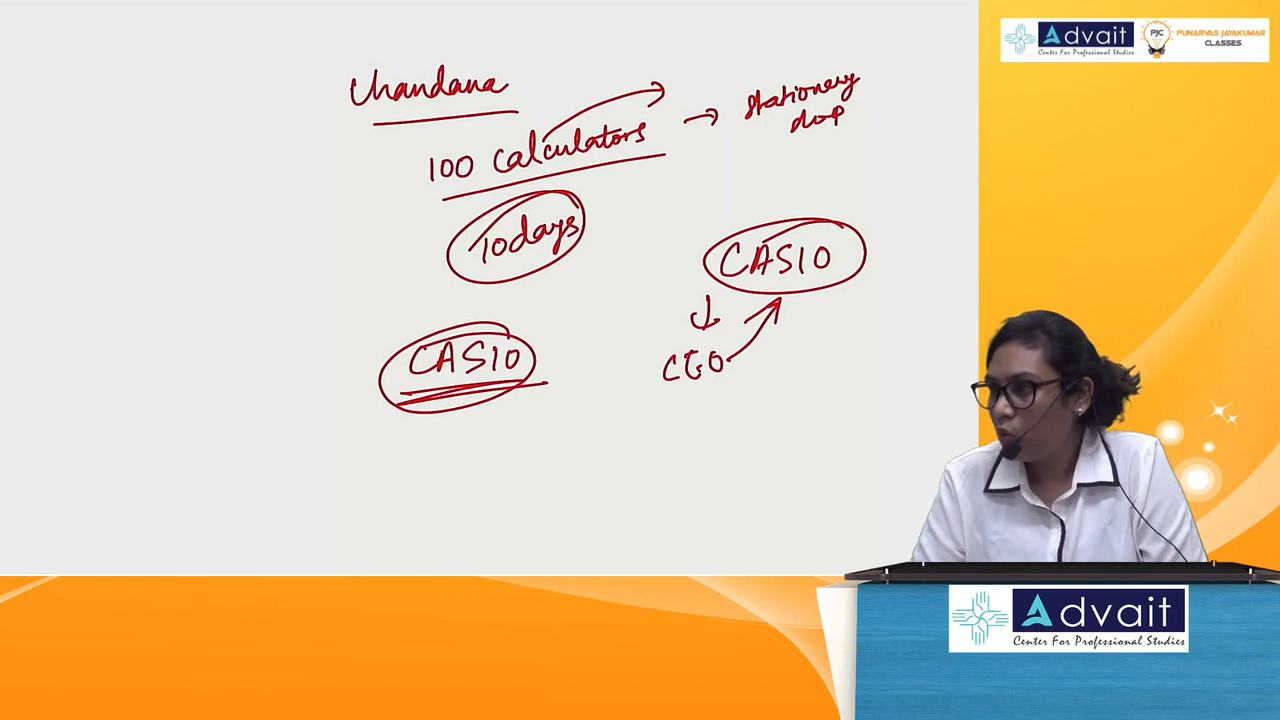 Advait
Center For Professional Studies
PJC
PUNARVAS JAYAKUMAR
CLASSES
Chandana
100 Calculators → stationery
10days
CASIO
CASIO
CEO
Advait
Center For Professional Studies